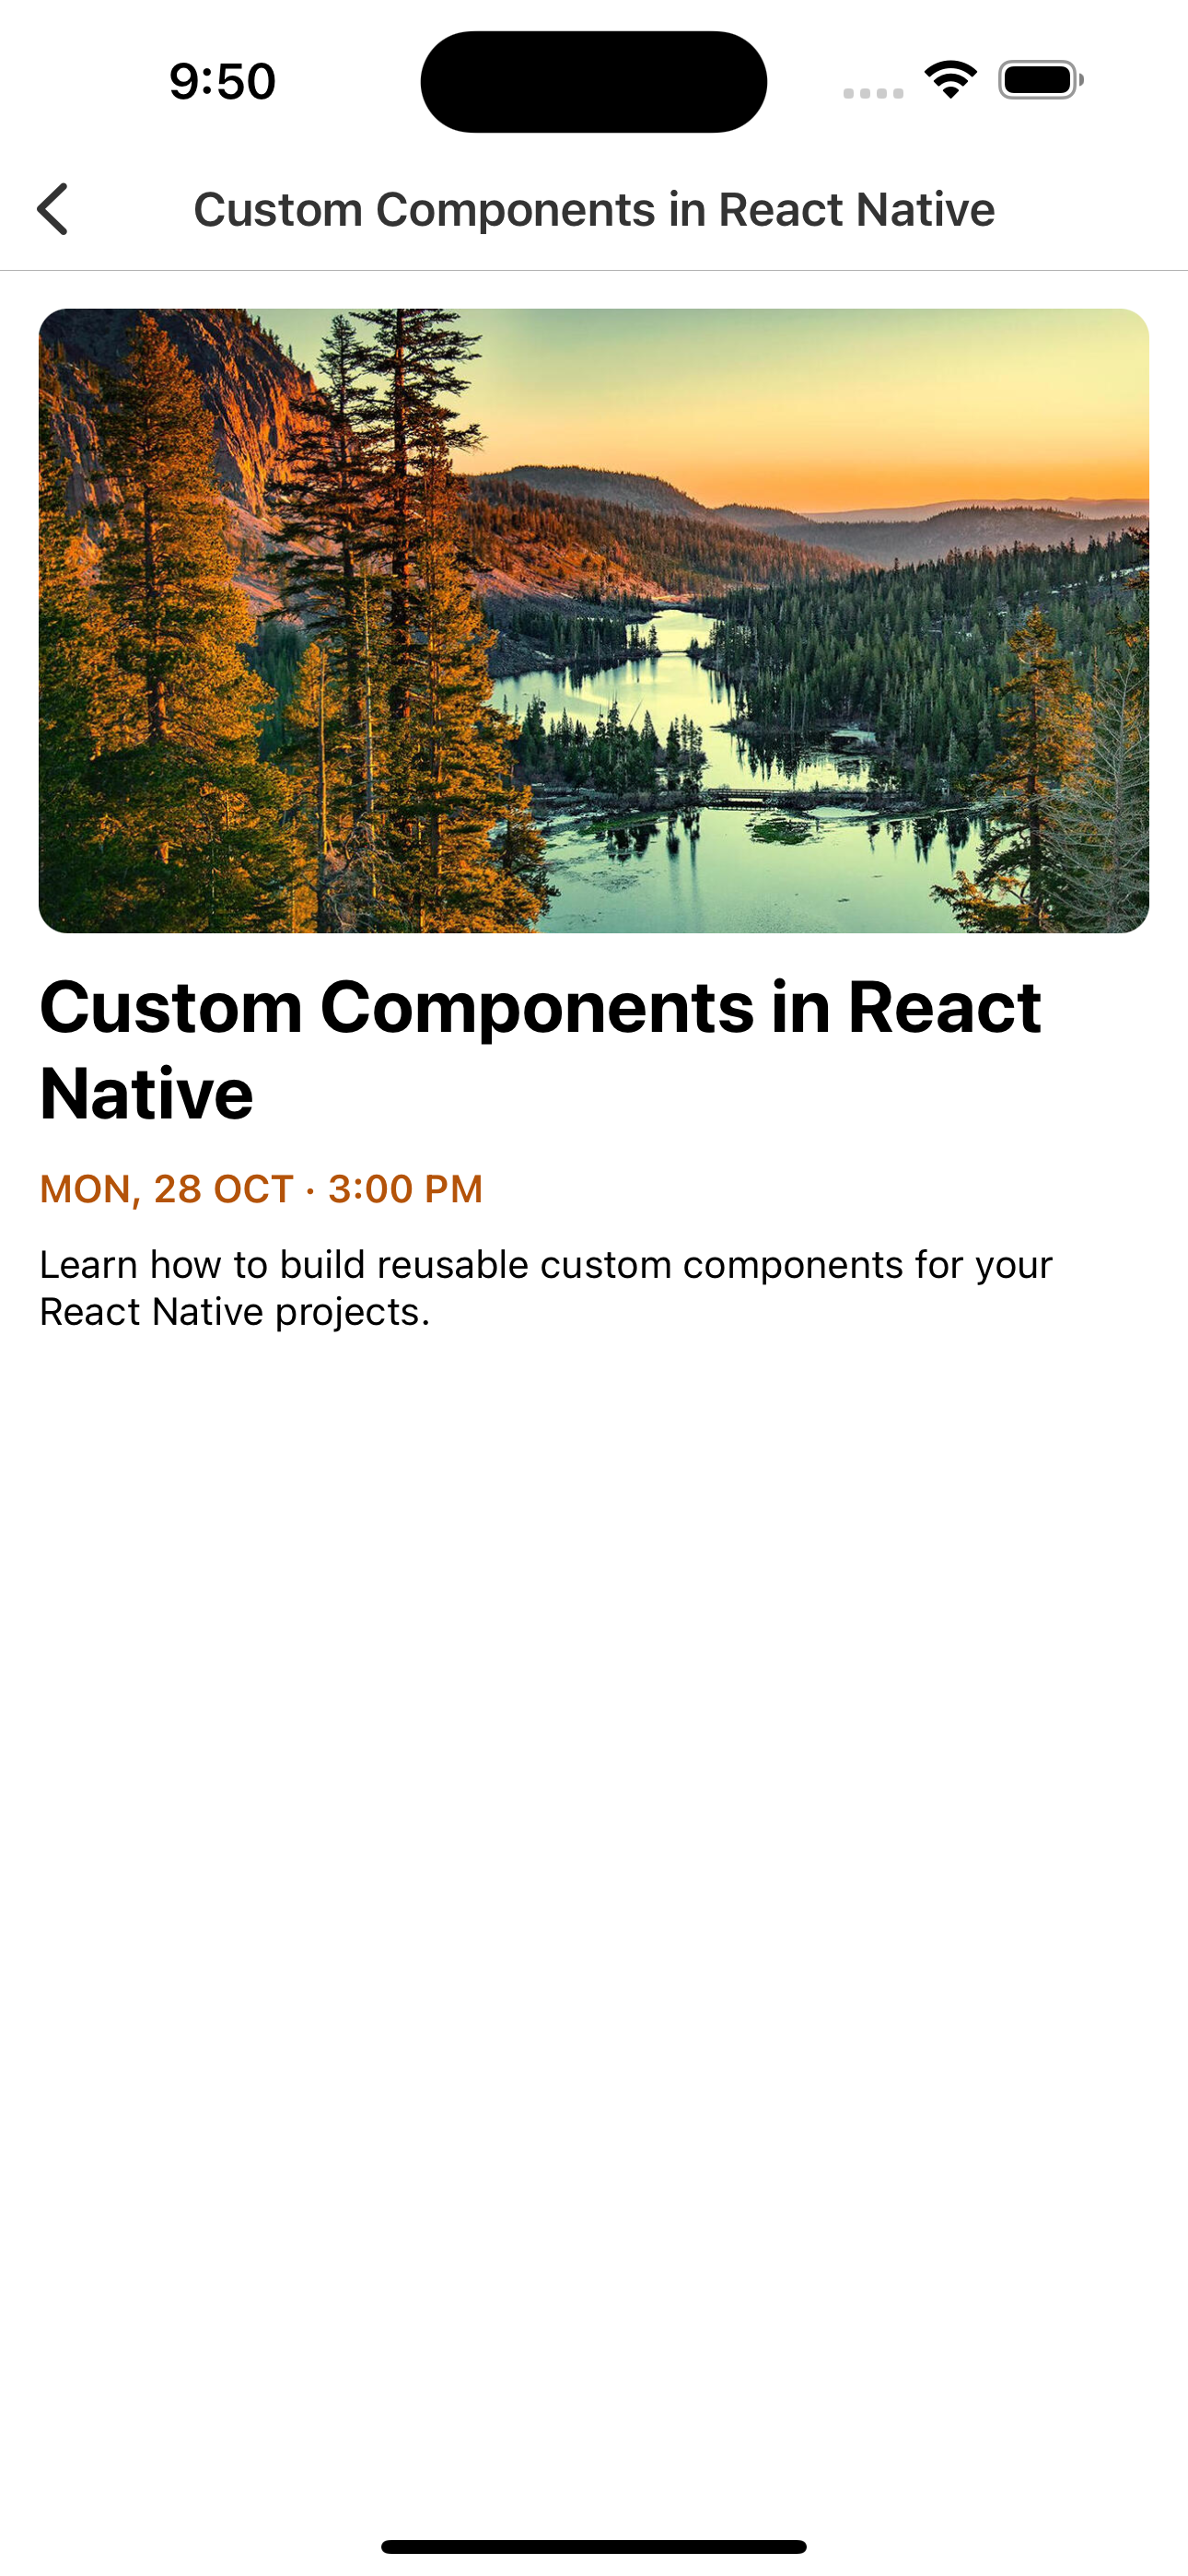 9:50
Custom Components in React Native
Custom Components in React
Native
MON, 28 OCT · 3:00 PM
Learn how to build reusable custom components for your
React Native projects.